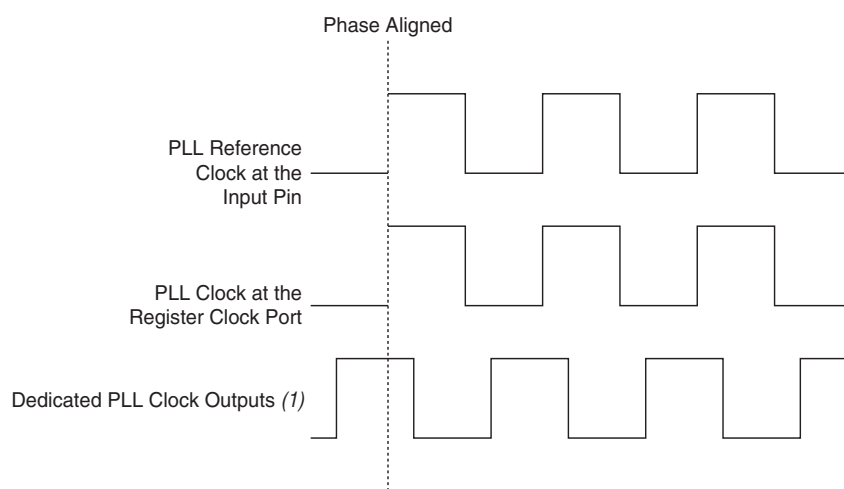 Phase Aligned
PLL Reference
Clock at the
Input Pin
PLL Clock at the
Register Clock Port
Dedicated PLL Clock Outputs (1)